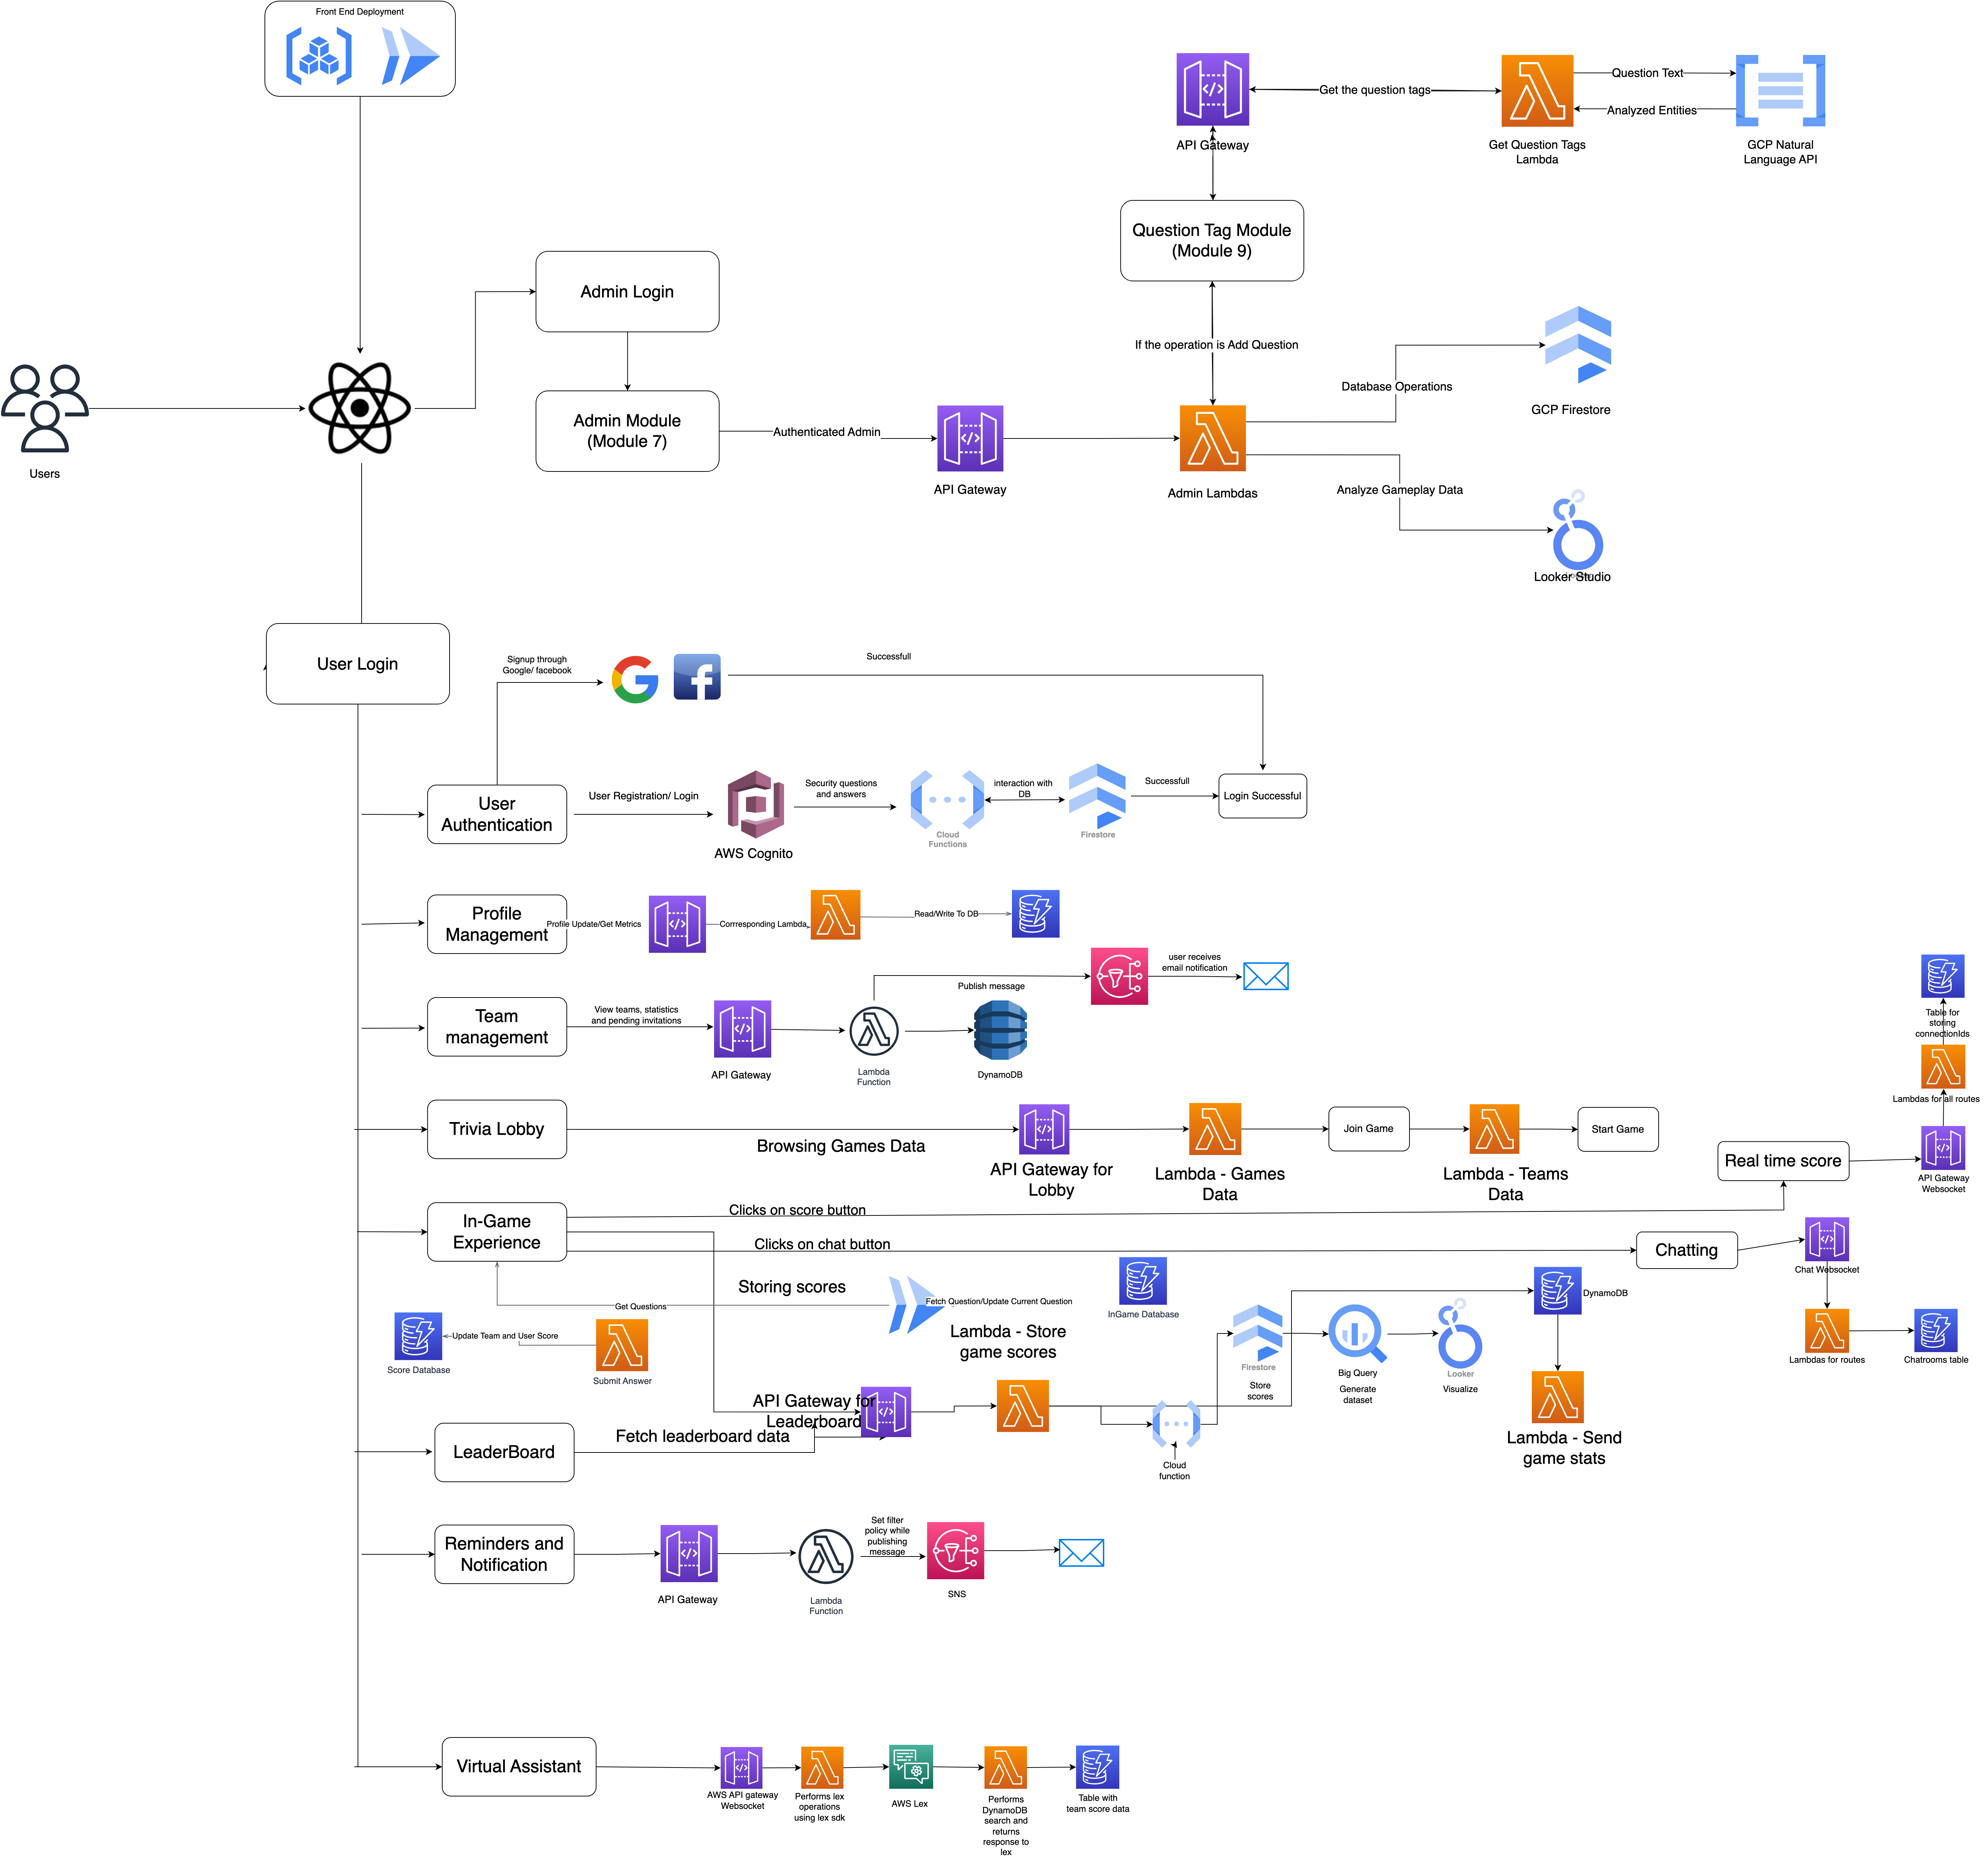 Front End Deployment
Question Text
Get the question tags
Analyzed Entities
API Gateway
Get Question Tags
Lambda
GCP Natural
Language API
Question Tag Module
(Module 9)
Admin Login
If the operation is Add Question
Database Operations
GCP Firestore
Admin Module
(Module 7)
Authenticated Admin
Users
API Gateway
Admin Lambdas
Analyze Gameplay Data
Looker Studio
User Login
Signup through
Google/ facebook
Successfull
User
Authentication
User Registration/ Login
AWS Cognito
Security questions
and answers
Cloud
Functions
interaction with
DB
Firestore
Successfull
Login Successful
Profile
Management
Profile Update/Get Metrics
Corrresponding Lambda
Read/Write To DB
user receives
email notification
Publish message
Team
management
View teams, statistics
and pending invitations
API Gateway
Lambda
Function
DynamoDB
Table for
storing
connectionIds
Lambdas for all routes
API Gateway
Websocket
Real time score
Trivia Lobby
Browsing Games Data
API Gateway for
Lobby
Lambda - Games
Data
Join Game
Lambda - Teams
Data
Start Game
In-Game
Experience
Clicks on score button
Clicks on chat button
Chatting
Chat Websocket
Lambdas for routes
Chatrooms table
Storing scores
Get Questions
Fetch Question/Update Current Question
InGame Database
Lambda - Store
game scores
Update Team and User Score
Score Database
Submit Answer
Firestore
Store
scores
Big Query
Generate
dataset
Looker
Visualize
DynamoDB
Lambda - Send
game stats
API Gateway for
Leaderboard
LeaderBoard
Fetch leaderboard data
Cloud
function
Reminders and
Notification
API Gateway
Lambda
Function
Set filter
policy while
publishing
message
SNS
Virtual Assistant
AWS API gateway
Websocket
Performs lex
operations
using lex sdk
AWS Lex
Performs
DynamoDB
search and
returns
response to
lex
Table with
team score data